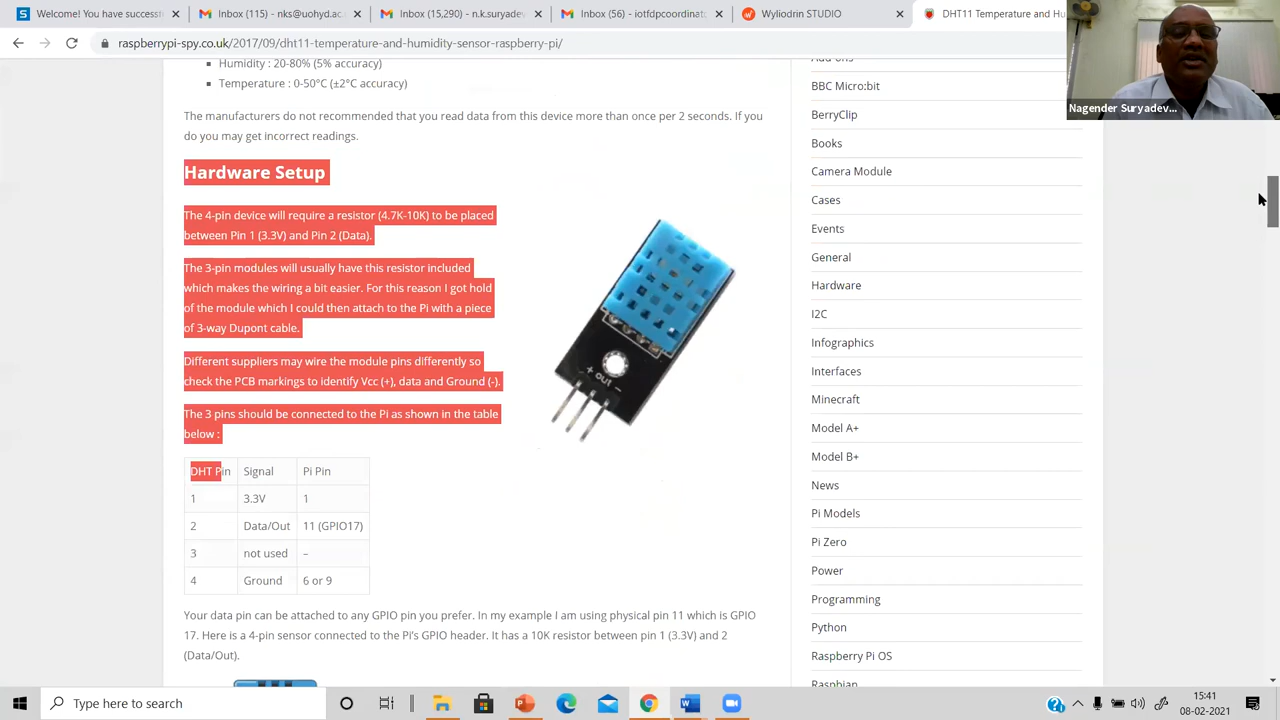 Session
Inbox (115) - nks@uohyd.ac
Inbox (15,290) - nksuryad
Inbox (56) - iotfdpcoordinat
Wyliodrin STUDIO
DHT11 Temperature and Hu
raspberrypi-spy.co.uk/2017/09/dht11-temperature-and-humidity-sensor-raspberry-pi/
Nagender Suryadev...
Humidity : 20-80% (5% accuracy)
Temperature : 0-50°C (±2°C accuracy)
The manufacturers do not recommended that you read data from this device more than once per 2 seconds. If you
do you may get incorrect readings.
Hardware Setup
The 4-pin device will require a resistor (4.7K-10K) to be placed
between Pin 1 (3.3V) and Pin 2 (Data).
The 3-pin modules will usually have this resistor included
which makes the wiring a bit easier. For this reason I got hold
of the module which I could then attach to the Pi with a piece
of 3-way Dupont cable.
Different suppliers may wire the module pins differently so
check the PCB markings to identify Vcc (+), data and Ground (-).
The 3 pins should be connected to the Pi as shown in the table
below :
+ out −
DHT Pin Signal Pi Pin
1 3.3V 1
2 Data/Out 11 (GPIO17)
3 not used –
4 Ground 6 or 9
Your data pin can be attached to any GPIO pin you prefer. In my example I am using physical pin 11 which is GPIO
17. Here is a 4-pin sensor connected to the Pi's GPIO header. It has a 10K resistor between pin 1 (3.3V) and 2
(Data/Out).
Add-ons
BBC Micro:bit
BerryClip
Books
Camera Module
Cases
Events
General
Hardware
I2C
Infographics
Interfaces
Minecraft
Model A+
Model B+
News
Pi Models
Pi Zero
Power
Programming
Python
Raspberry Pi OS
Raspbian
Type here to search
15:41
08-02-2021